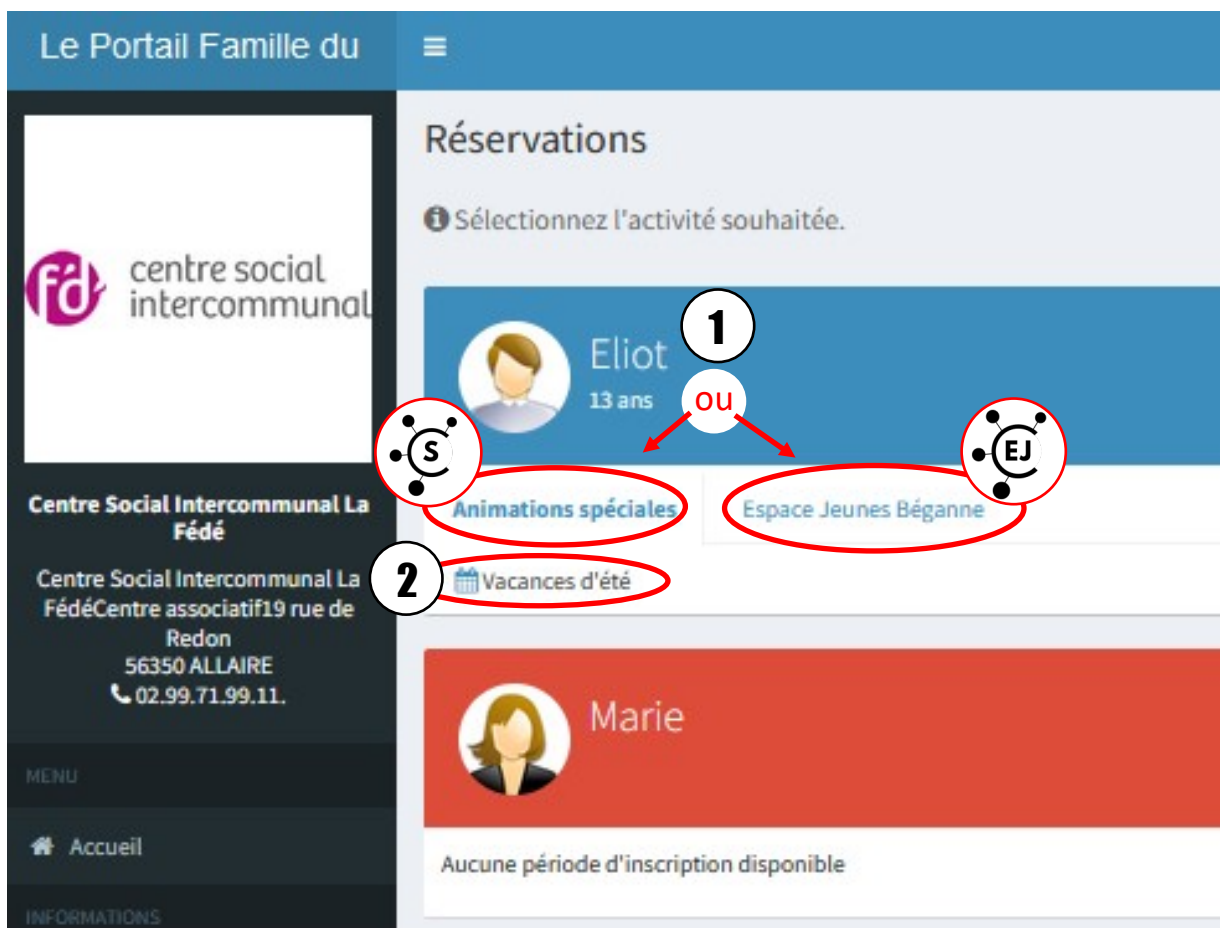 Le Portail Famille du
fd
centre social
intercommunal
Centre Social Intercommunal La
Fédé
Centre Social Intercommunal La
FédéCentre associatif19 rue de
Redon
56350 ALLAIRE
02.99.71.99.11.
MENU
Accueil
INFORMATIONS
Réservations
Sélectionnez l'activité souhaitée.
1
Eliot
13 ans
ou
S
EJ
Animations spéciales
Espace Jeunes Béganne
2
Vacances d'été
Marie
Aucune période d'inscription disponible